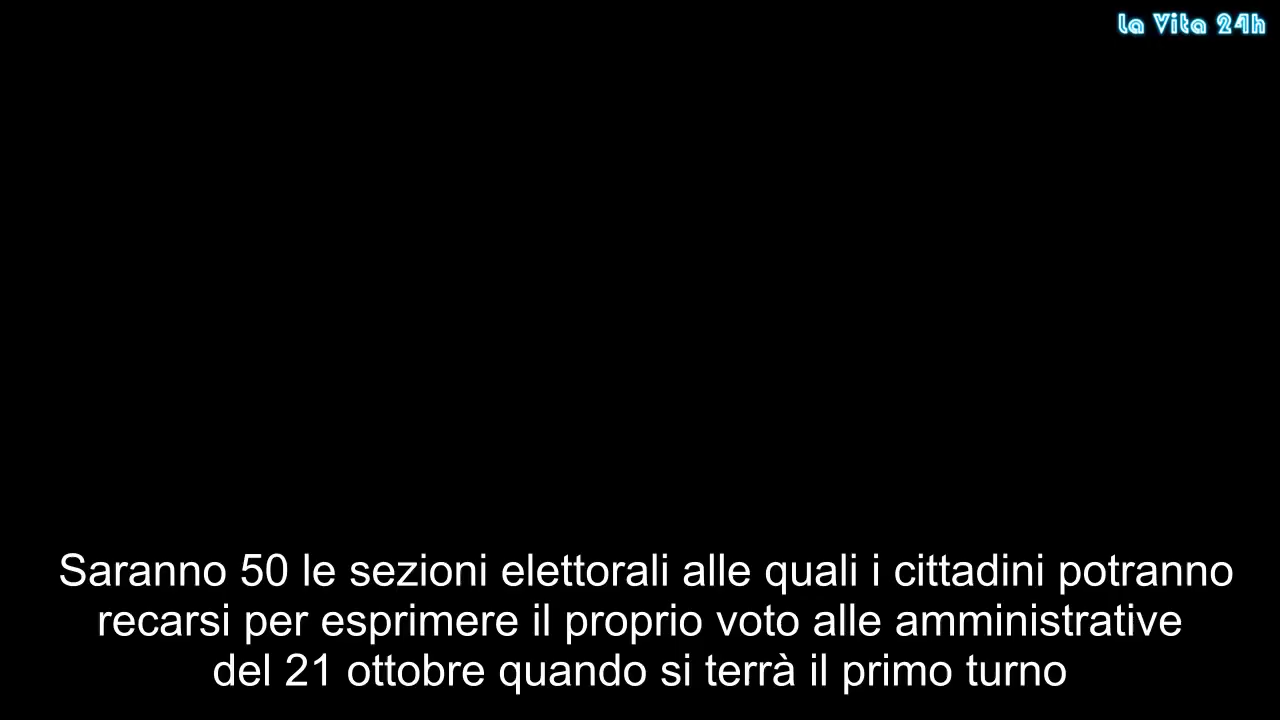 La Vita 24h
Saranno 50 le sezioni elettorali alle quali i cittadini potranno
recarsi per esprimere il proprio voto alle amministrative
del 21 ottobre quando si terrà il primo turno